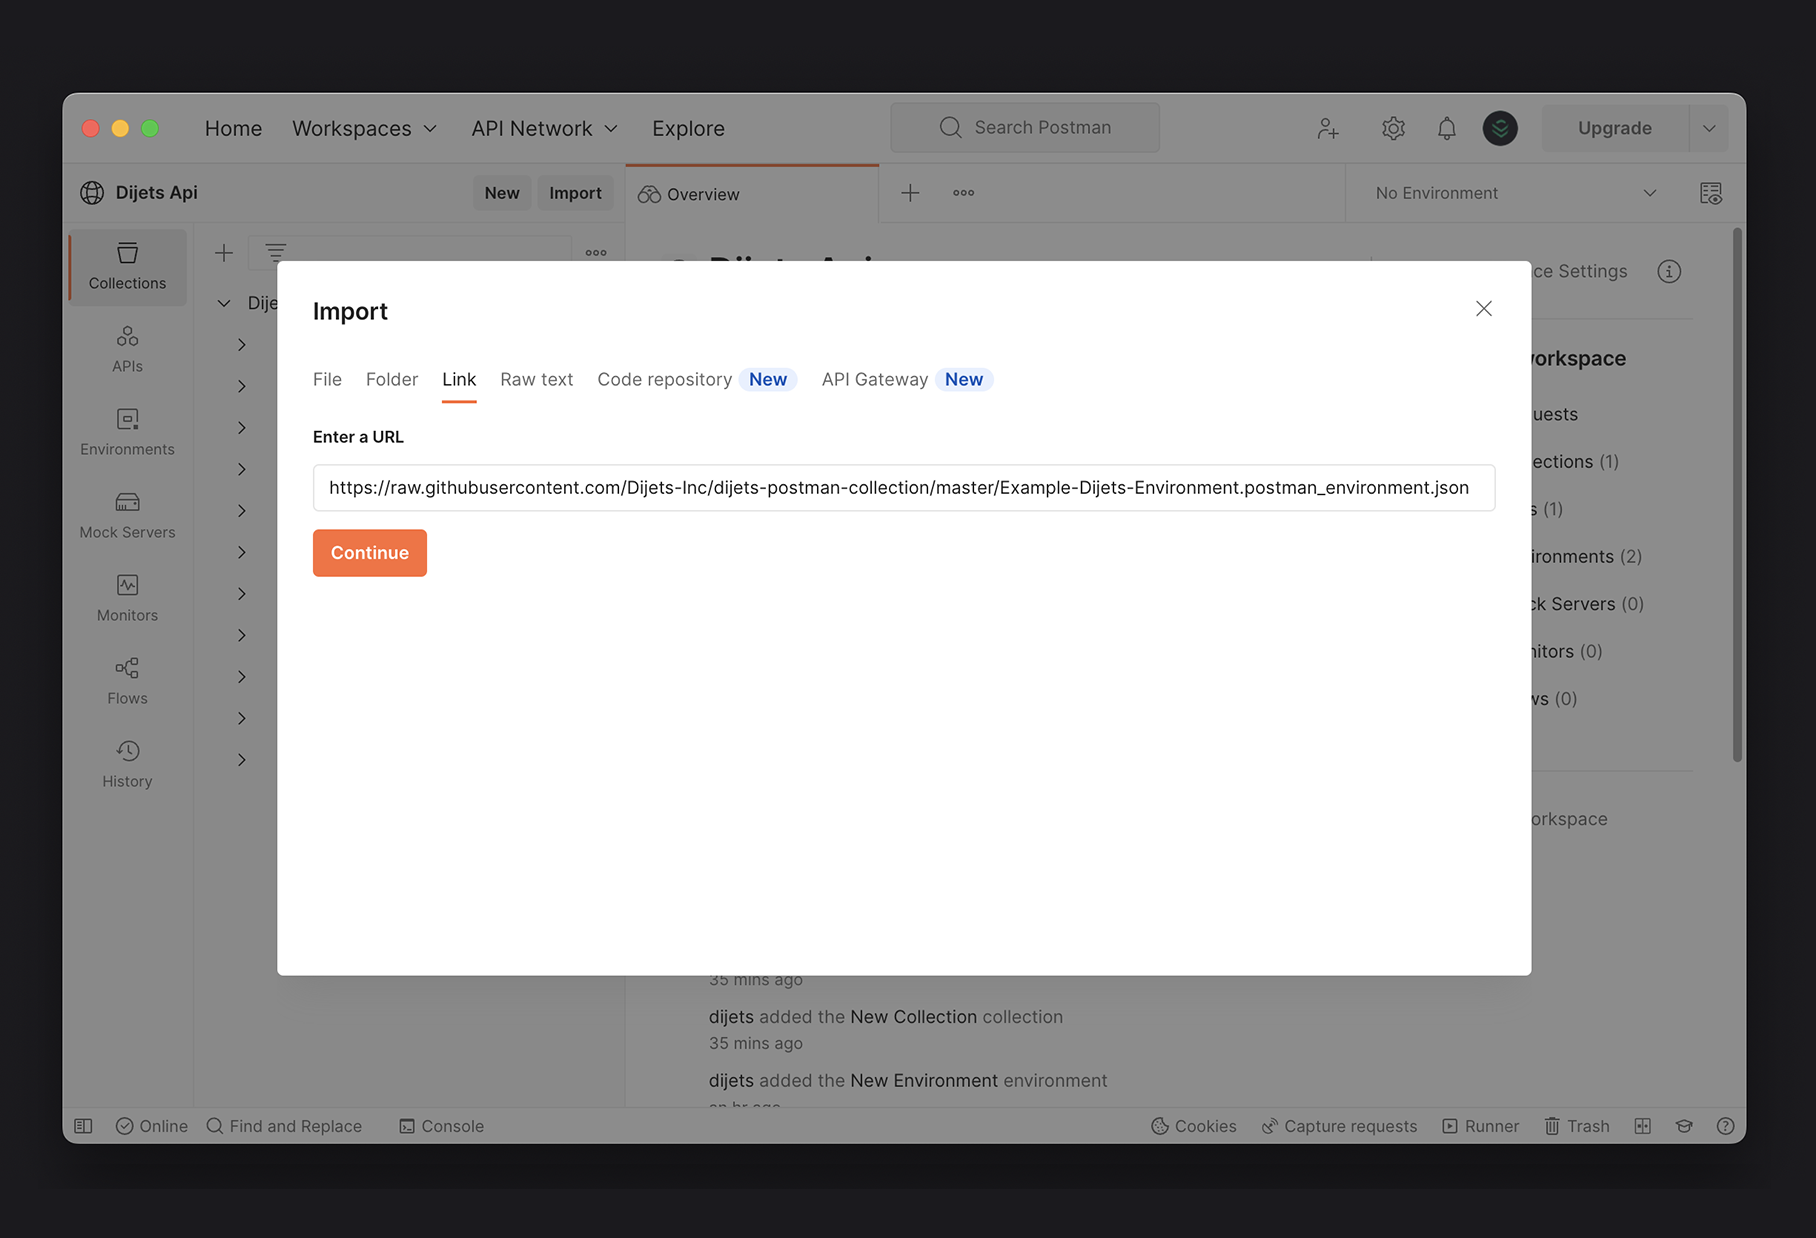 Home Workspaces API Network Explore Search Postman Upgrade
Dijets Api New Import Overview No Environment
Collections
APIs
Environments
Mock Servers
Monitors
Flows
History
Dije
Import
File Folder Link Raw text Code repository New API Gateway New
Enter a URL
https://raw.githubusercontent.com/Dijets-Inc/dijets-postman-collection/master/Example-Dijets-Environment.postman_environment.json
Continue
ce Settings
workspace
uests
ections (1)
s (1)
ironments (2)
ck Servers (0)
nitors (0)
ws (0)
orkspace
35 mins ago
dijets added the New Collection collection
35 mins ago
dijets added the New Environment environment
Online Find and Replace Console Cookies Capture requests Runner Trash